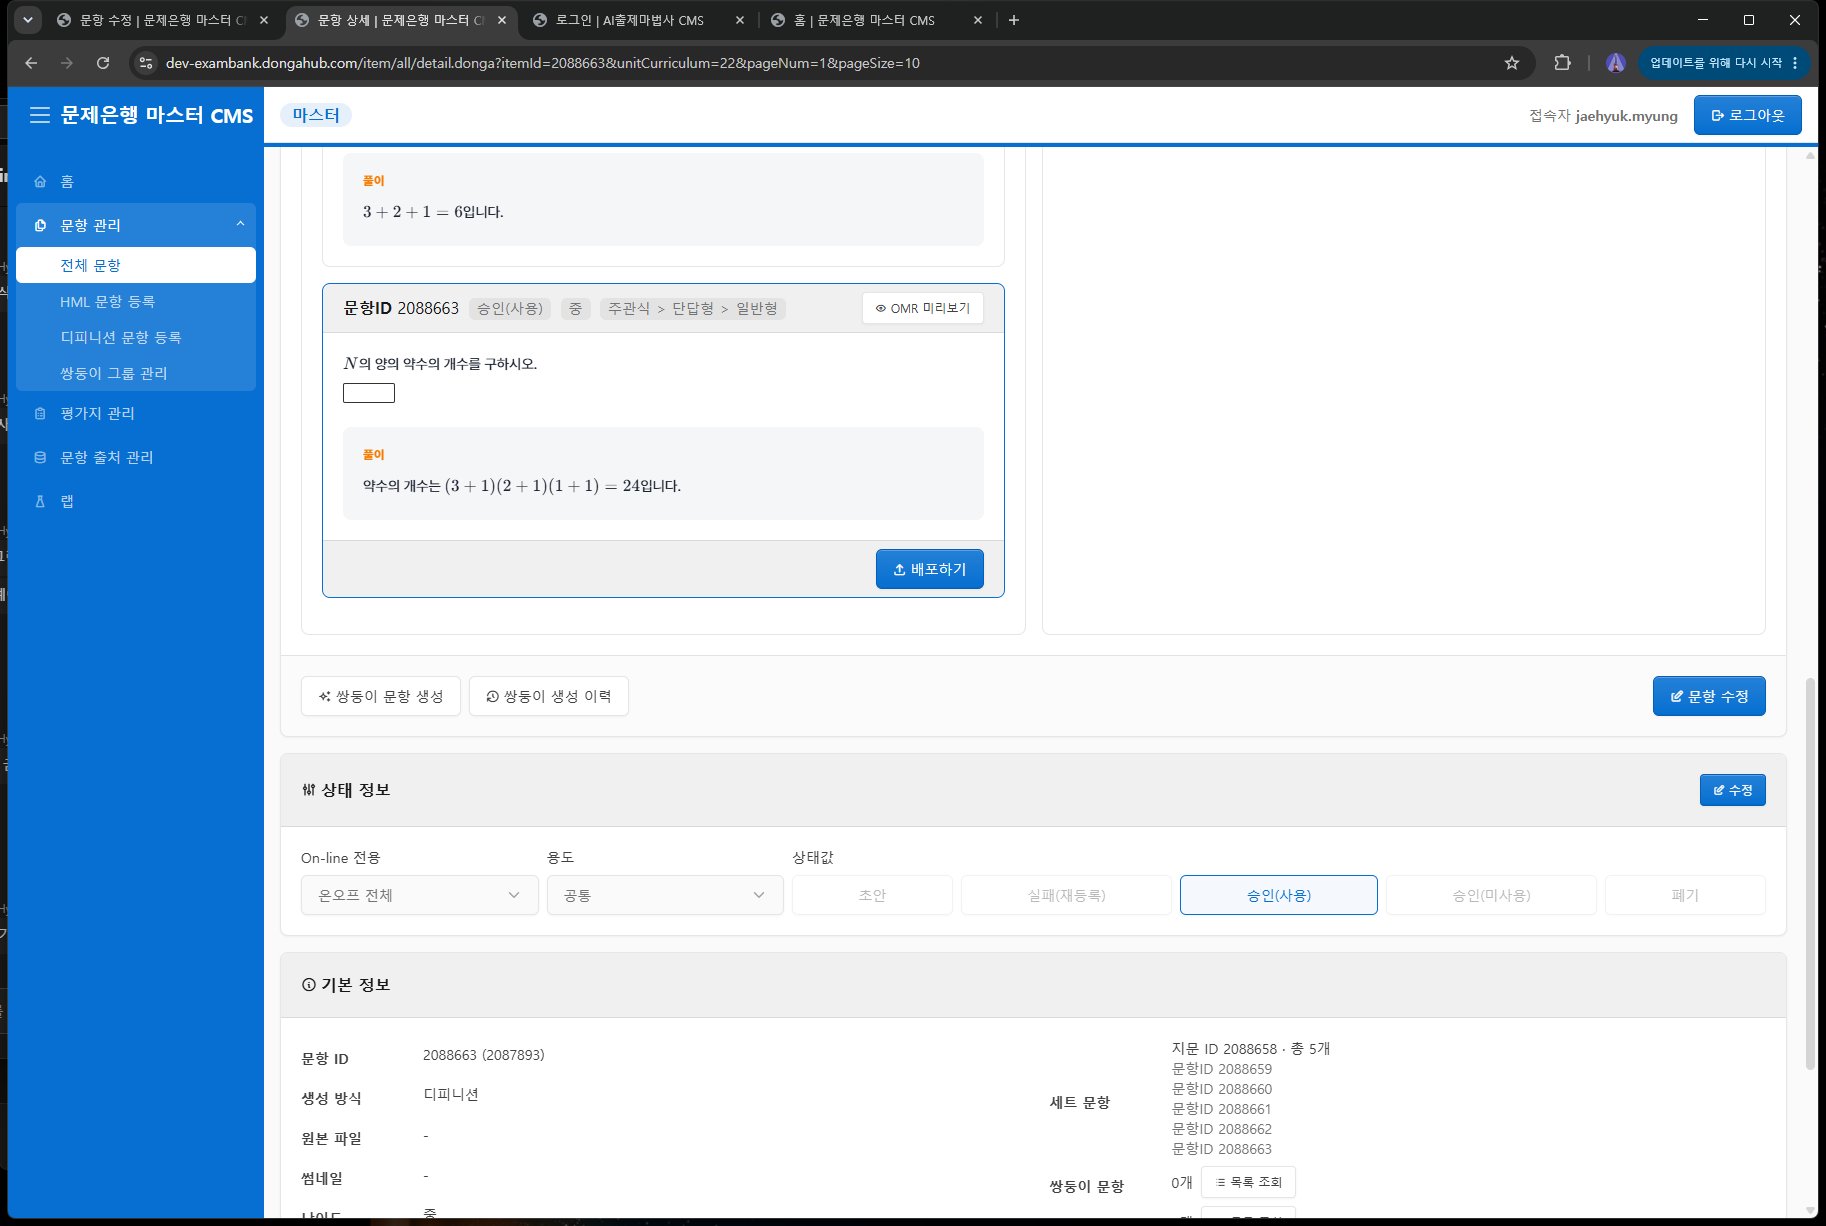 문항 수정 | 문제은행 마스터 C
문항 상세 | 문제은행 마스터 C
로그인 | AI출제마법사 CMS
홈 | 문제은행 마스터 CMS
dev-exambank.dongahub.com/item/all/detail.donga?itemId=2088663&unitCurriculum=22&pageNum=1&pageSize=10
업데이트를 위해 다시 시작
문제은행 마스터 CMS
마스터
접속자 jaehyuk.myung
로그아웃
홈
문항 관리
전체 문항
HML 문항 등록
디피니션 문항 등록
쌍둥이 그룹 관리
평가지 관리
문항 출처 관리
랩
풀이
3 + 2 + 1 = 6입니다.
문항ID 2088663 승인(사용) 중 주관식 > 단답형 > 일반형
OMR 미리보기
N의 양의 약수의 개수를 구하시오.
풀이
약수의 개수는 (3 + 1)(2 + 1)(1 + 1) = 24입니다.
배포하기
쌍둥이 문항 생성
쌍둥이 생성 이력
문항 수정
상태 정보
수정
On-line 전용
용도
상태값
온오프 전체
공통
초안
실패(재등록)
승인(사용)
승인(미사용)
폐기
기본 정보
문항 ID
2088663 (2087893)
생성 방식
디피니션
원본 파일
-
썸네일
-
난이도
중
세트 문항
지문 ID 2088658 · 총 5개
문항ID 2088659
문항ID 2088660
문항ID 2088661
문항ID 2088662
문항ID 2088663
쌍둥이 문항
0개
목록 조회